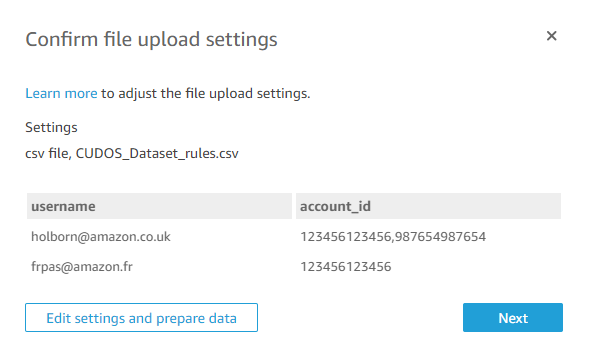 Confirm file upload settings
Learn more to adjust the file upload settings.
Settings
csv file, CUDOS_Dataset_rules.csv
username account_id
holborn@amazon.co.uk 123456123456,987654987654
frpas@amazon.fr 123456123456
Edit settings and prepare data Next